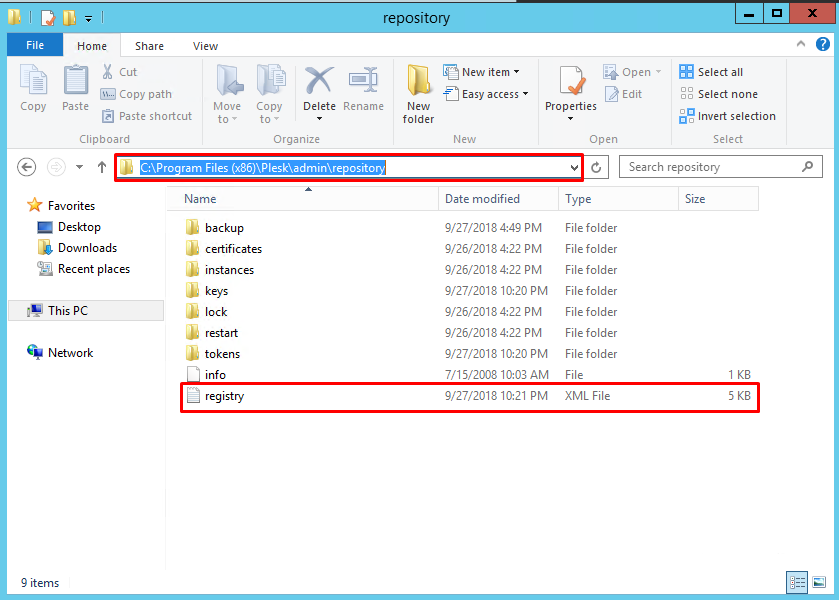 repository
File Home Share View
Copy
Paste
Cut
Copy path
Paste shortcut
Clipboard
Move to
Copy to
Delete
Rename
Organize
New folder
New item
Easy access
New
Properties
Open
Edit
Open
Select all
Select none
Invert selection
Select
C:\Program Files (x86)\Plesk\admin\repository
Search repository
Favorites
Desktop
Downloads
Recent places
This PC
Network
Name Date modified Type Size
backup 9/27/2018 4:49 PM File folder
certificates 9/26/2018 4:22 PM File folder
instances 9/26/2018 4:22 PM File folder
keys 9/27/2018 10:20 PM File folder
lock 9/26/2018 4:22 PM File folder
restart 9/26/2018 4:22 PM File folder
tokens 9/27/2018 10:20 PM File folder
info 7/15/2008 10:03 AM File 1 KB
registry 9/27/2018 10:21 PM XML File 5 KB
9 items